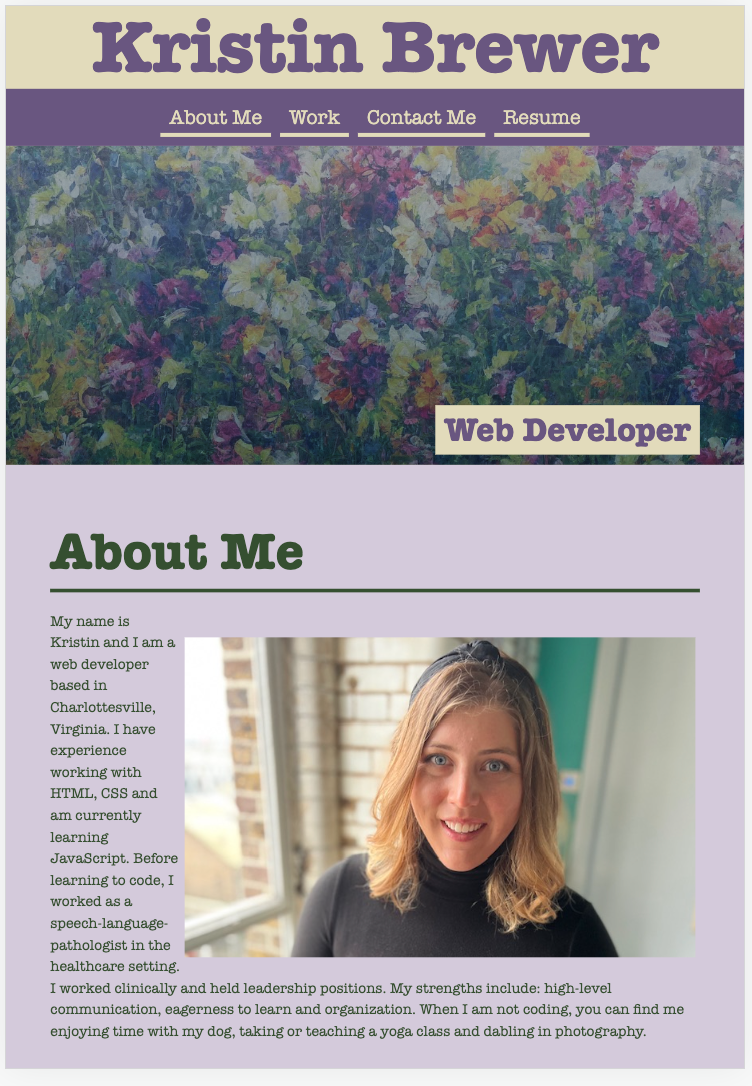 Kristin Brewer
About Me Work Contact Me Resume
Web Developer
About Me
My name is
Kristin and I am a
web developer
based in
Charlottesville,
Virginia. I have
experience
working with
HTML, CSS and
am currently
learning
JavaScript. Before
learning to code, I
worked as a
speech-language-
pathologist in the
healthcare setting.
I worked clinically and held leadership positions. My strengths include: high-level
communication, eagerness to learn and organization. When I am not coding, you can find me
enjoying time with my dog, taking or teaching a yoga class and dabling in photography.